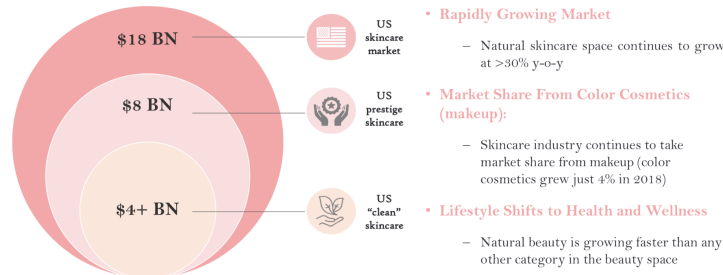 $18 BN
US
skincare
market
$8 BN
US
prestige
skincare
$4+ BN
US
“clean”
skincare
• Rapidly Growing Market
– Natural skincare space continues to grow
at >30% y-o-y
• Market Share From Color Cosmetics
(makeup):
– Skincare industry continues to take
market share from makeup (color
cosmetics grew just 4% in 2018)
• Lifestyle Shifts to Health and Wellness
– Natural beauty is growing faster than any
other category in the beauty space